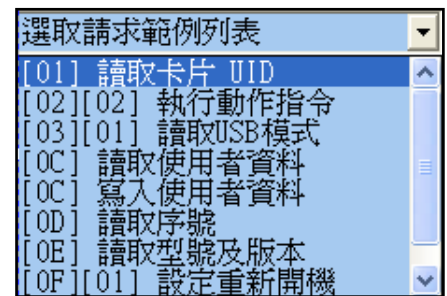 選取請求範例列表
[01] 讀取卡片 UID
[02][02] 執行動作指令
[03][01] 讀取USB模式
[0C] 讀取使用者資料
[0C] 寫入使用者資料
[0D] 讀取序號
[0E] 讀取型號及版本
[0F][01] 設定重新開機